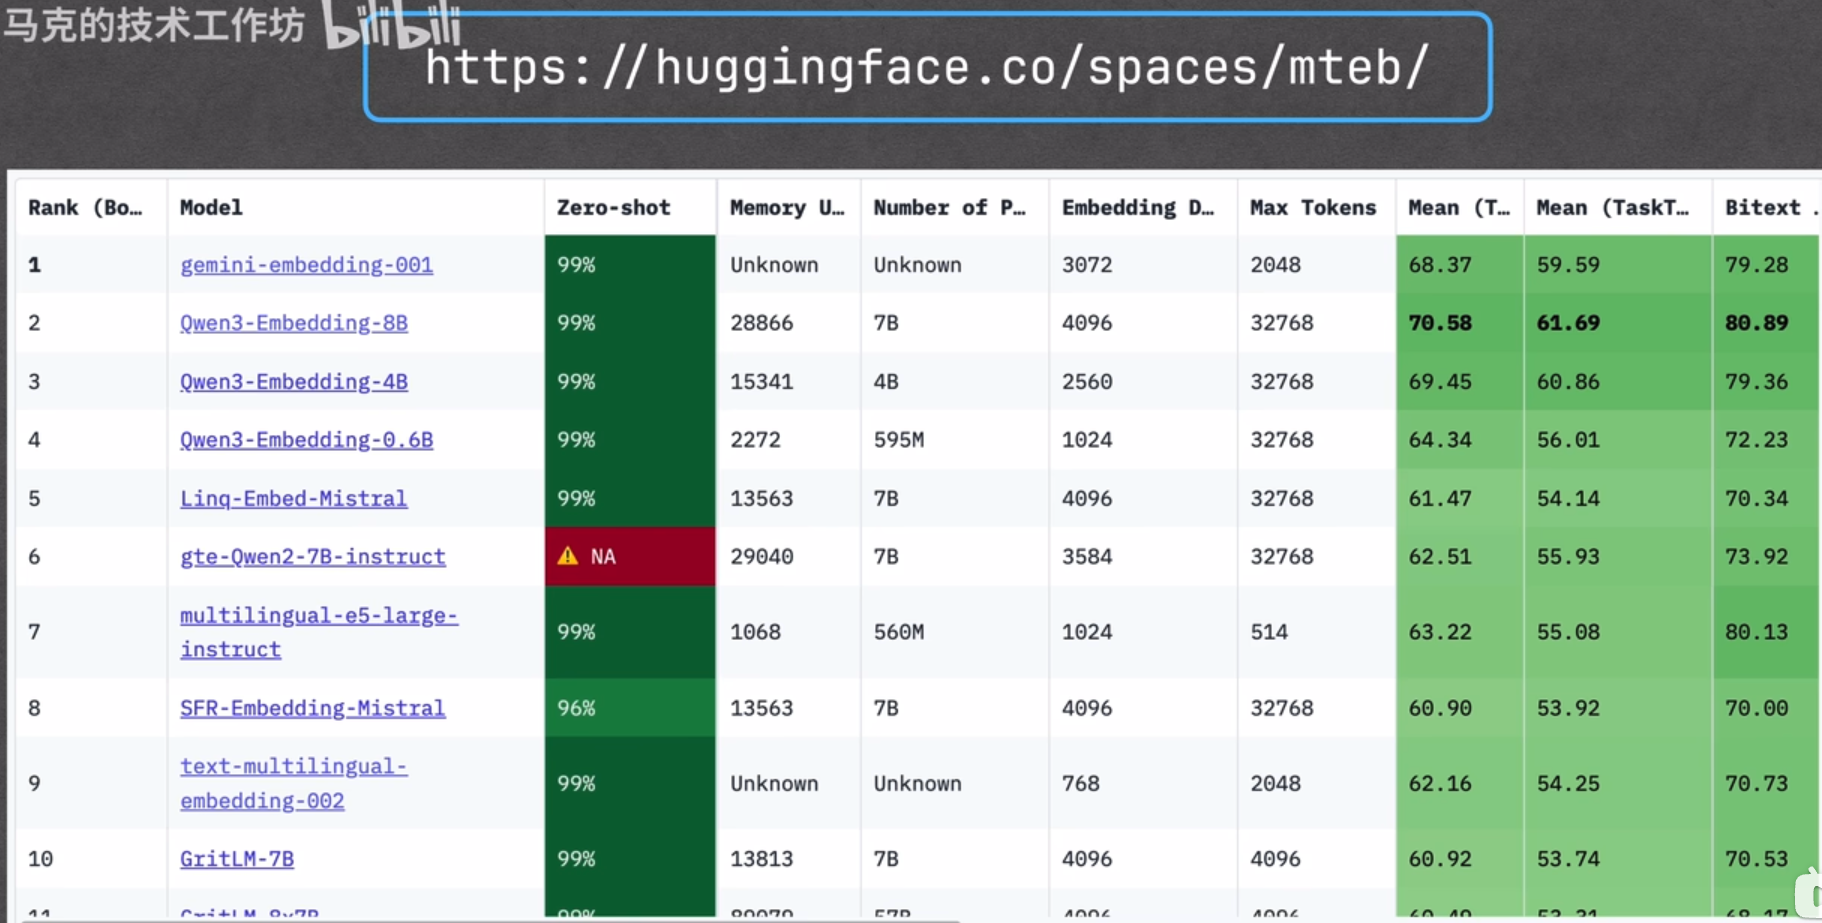 马克的技术工作坊 bilibili
https://huggingface.co/spaces/mteb/
Rank (Bo… Model Zero-shot Memory U… Number of P… Embedding D… Max Tokens Mean (T… Mean (TaskT… Bitext .
1 gemini-embedding-001 99% Unknown Unknown 3072 2048 68.37 59.59 79.28
2 Qwen3-Embedding-8B 99% 28866 7B 4096 32768 70.58 61.69 80.89
3 Qwen3-Embedding-4B 99% 15341 4B 2560 32768 69.45 60.86 79.36
4 Qwen3-Embedding-0.6B 99% 2272 595M 1024 32768 64.34 56.01 72.23
5 Linq-Embed-Mistral 99% 13563 7B 4096 32768 61.47 54.14 70.34
6 gte-Qwen2-7B-instruct ⚠ NA 29040 7B 3584 32768 62.51 55.93 73.92
7 multilingual-e5-large-
instruct 99% 1068 560M 1024 514 63.22 55.08 80.13
8 SFR-Embedding-Mistral 96% 13563 7B 4096 32768 60.90 53.92 70.00
9 text-multilingual-
embedding-002 99% Unknown Unknown 768 2048 62.16 54.25 70.73
10 GritLM-7B 99% 13813 7B 4096 4096 60.92 53.74 70.53
11 GritLM-8x7B 99% 57B 4096 4096